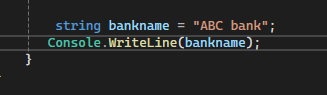 string bankname = "ABC bank";
Console.WriteLine(bankname);
}